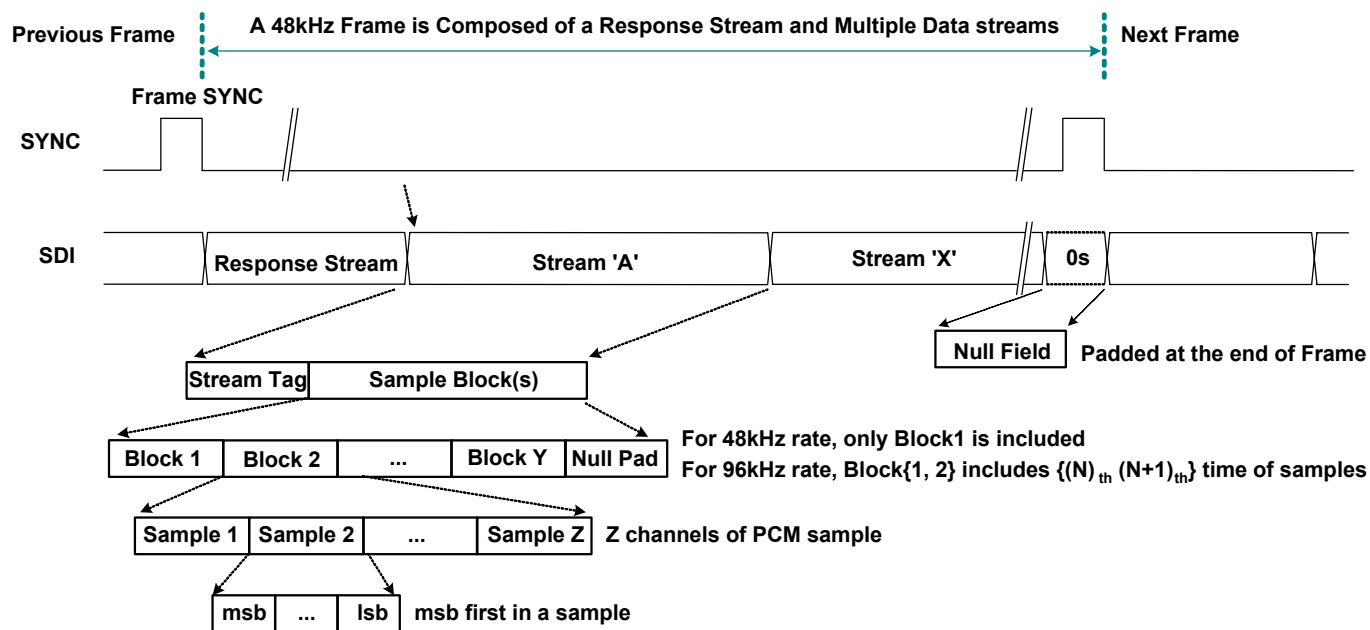 A 48kHz Frame is Composed of a Response Stream and Multiple Data streams
Previous Frame
Next Frame
Frame SYNC
SYNC
SDI
Response Stream
Stream 'A'
Stream 'X'
0s
Null Field
Padded at the end of Frame
Stream Tag
Sample Block(s)
Block 1
Block 2
...
Block Y
Null Pad
For 48kHz rate, only Block1 is included
For 96kHz rate, Block{1, 2} includes {(N)th (N+1)th} time of samples
Sample 1
Sample 2
...
Sample Z
Z channels of PCM sample
msb
...
lsb
msb first in a sample